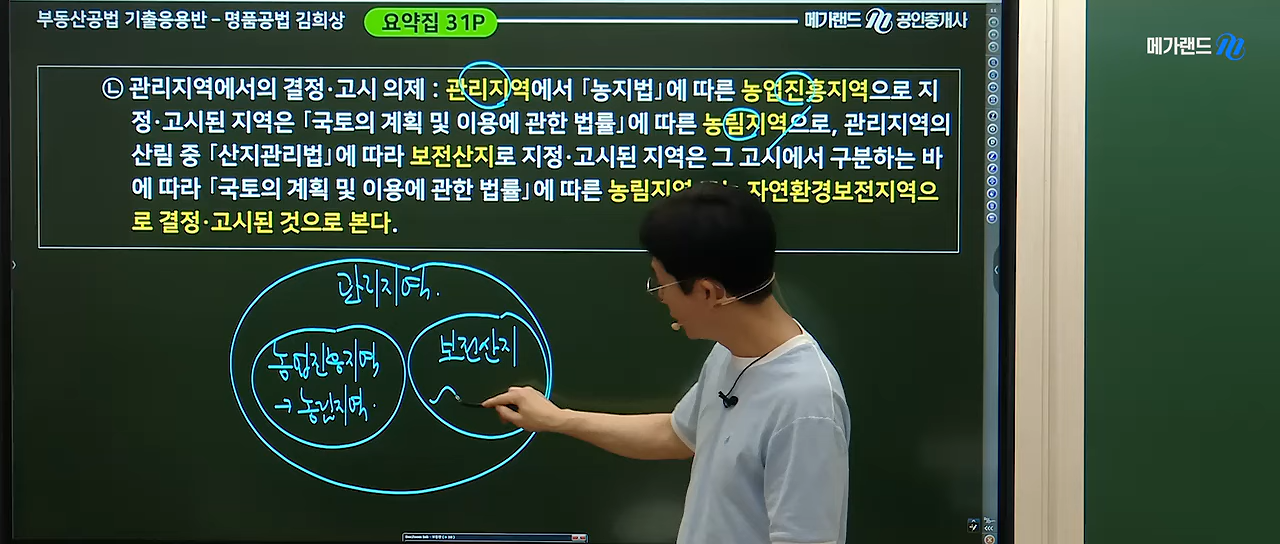 부동산공법 기출응용반 - 명품공법 김희상
요약집 31P
메가랜드 공인중개사
메가랜드
㉡ 관리지역에서의 결정·고시 의제 : 관리지역에서 「농지법」에 따른 농업진흥지역으로 지
정·고시된 지역은 「국토의 계획 및 이용에 관한 법률」에 따른 농림지역으로, 관리지역의
산림 중 「산지관리법」에 따라 보전산지로 지정·고시된 지역은 그 고시에서 구분하는 바
에 따라 「국토의 계획 및 이용에 관한 법률」에 따른 농림지역 자연환경보전지역으
로 결정·고시된 것으로 본다.
관리지역.
농업진흥지역
→ 농림지역.
보전산지